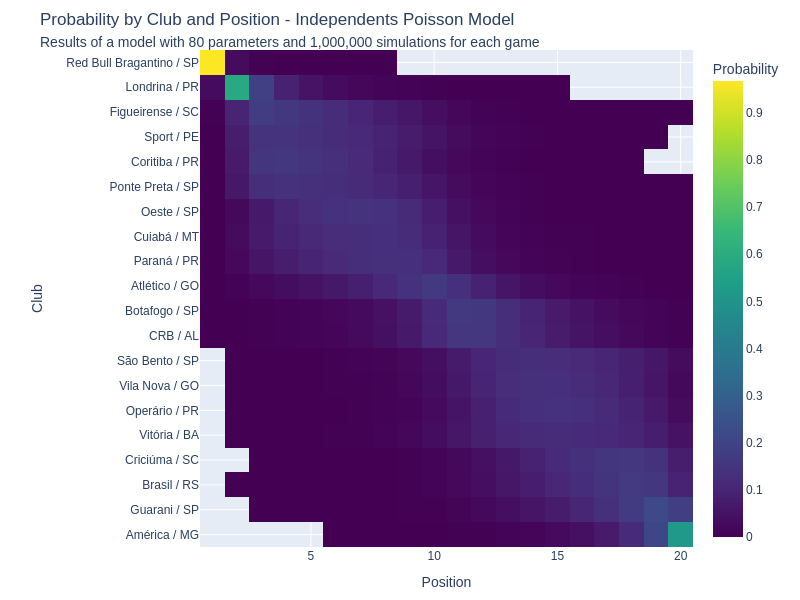 Probability by Club and Position - Independents Poisson Model
Results of a model with 80 parameters and 1,000,000 simulations for each game
Probability
Red Bull Bragantino / SP
Londrina / PR
Figueirense / SC
Sport / PE
Coritiba / PR
Ponte Preta / SP
Oeste / SP
Cuiabá / MT
Paraná / PR
Atlético / GO
Botafogo / SP
CRB / AL
São Bento / SP
Vila Nova / GO
Operário / PR
Vitória / BA
Criciúma / SC
Brasil / RS
Guarani / SP
América / MG
Club
5
10
15
20
Position
0.9
0.8
0.7
0.6
0.5
0.4
0.3
0.2
0.1
0